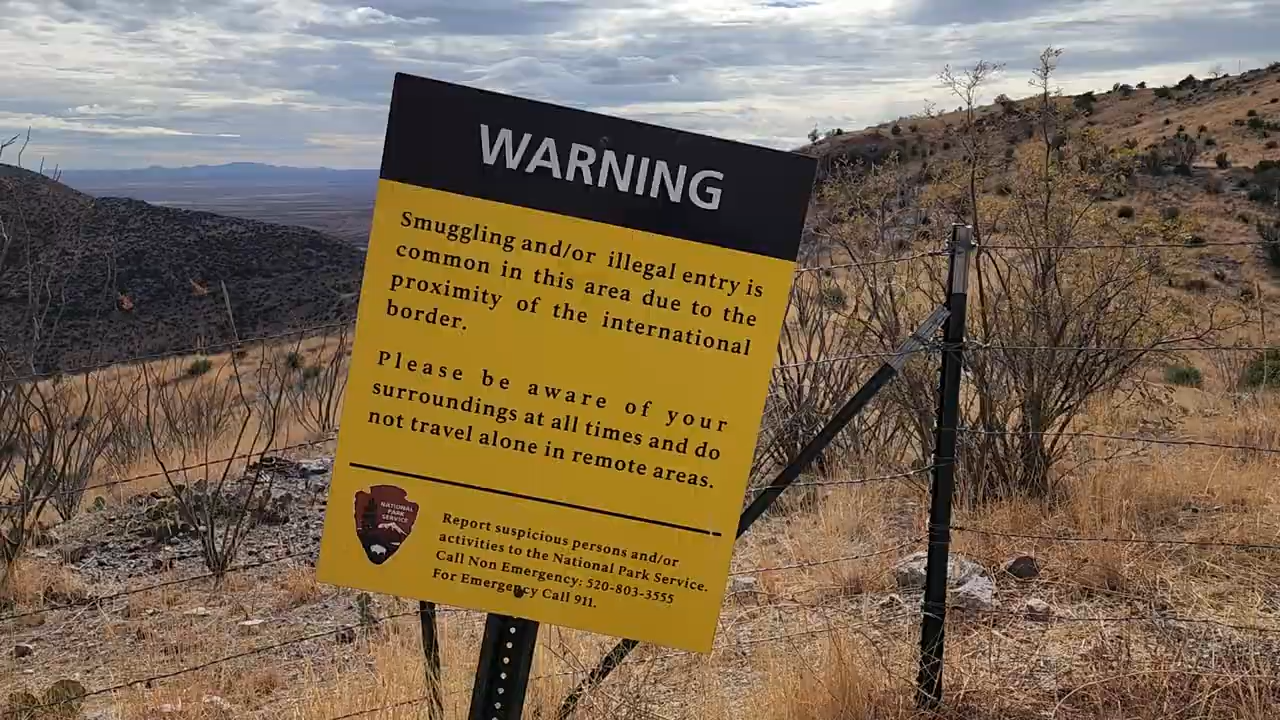 WARNING
Smuggling and/or illegal entry is
common in this area due to the
proximity of the international
border.
Please be aware of your
surroundings at all times and do
not travel alone in remote areas.
NATIONAL
PARK
SERVICE
Report suspicious persons and/or
activities to the National Park Service.
Call Non Emergency: 520-803-3555
For Emergency Call 911.